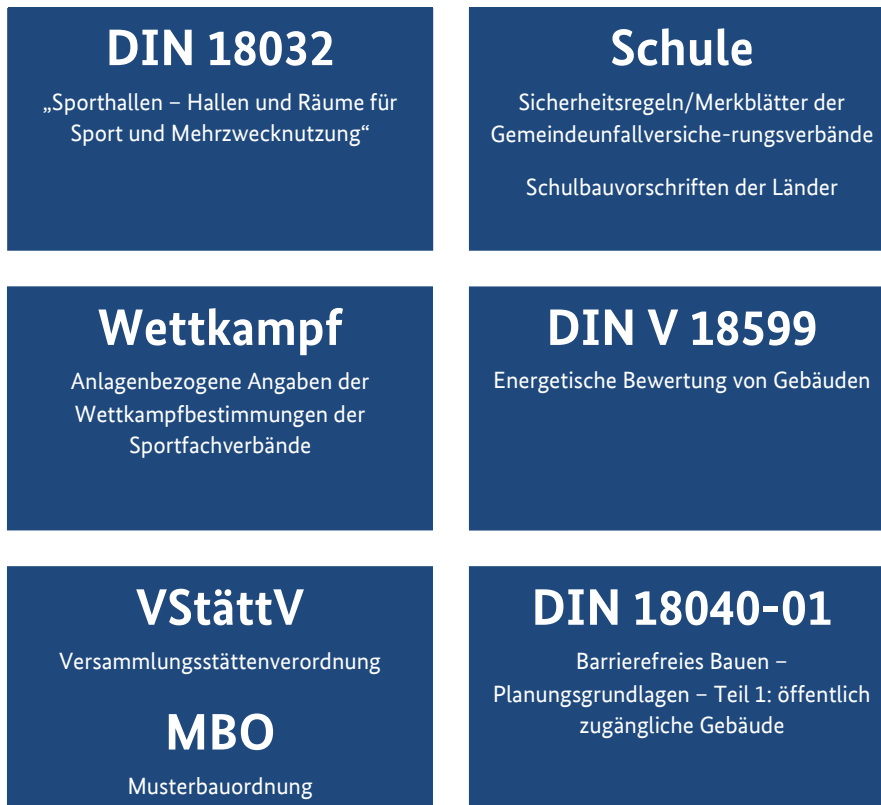 DIN 18032
„Sporthallen – Hallen und Räume für
Sport und Mehrzwecknutzung“
Schule
Sicherheitsregeln/Merkblätter der
Gemeindeunfallversiche-rungsverbände
Schulbauvorschriften der Länder
Wettkampf
Anlagenbezogene Angaben der
Wettkampfbestimmungen der
Sportfachverbände
DIN V 18599
Energetische Bewertung von Gebäuden
VStättV
Versammlungsstättenverordnung
MBO
Musterbauordnung
DIN 18040-01
Barrierefreies Bauen –
Planungsgrundlagen – Teil 1: öffentlich
zugängliche Gebäude